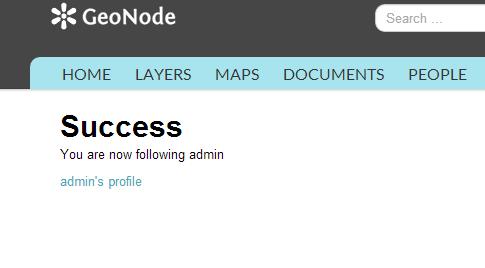 GeoNode
Search ...
HOME LAYERS MAPS DOCUMENTS PEOPLE
Success
You are now following admin
admin's profile